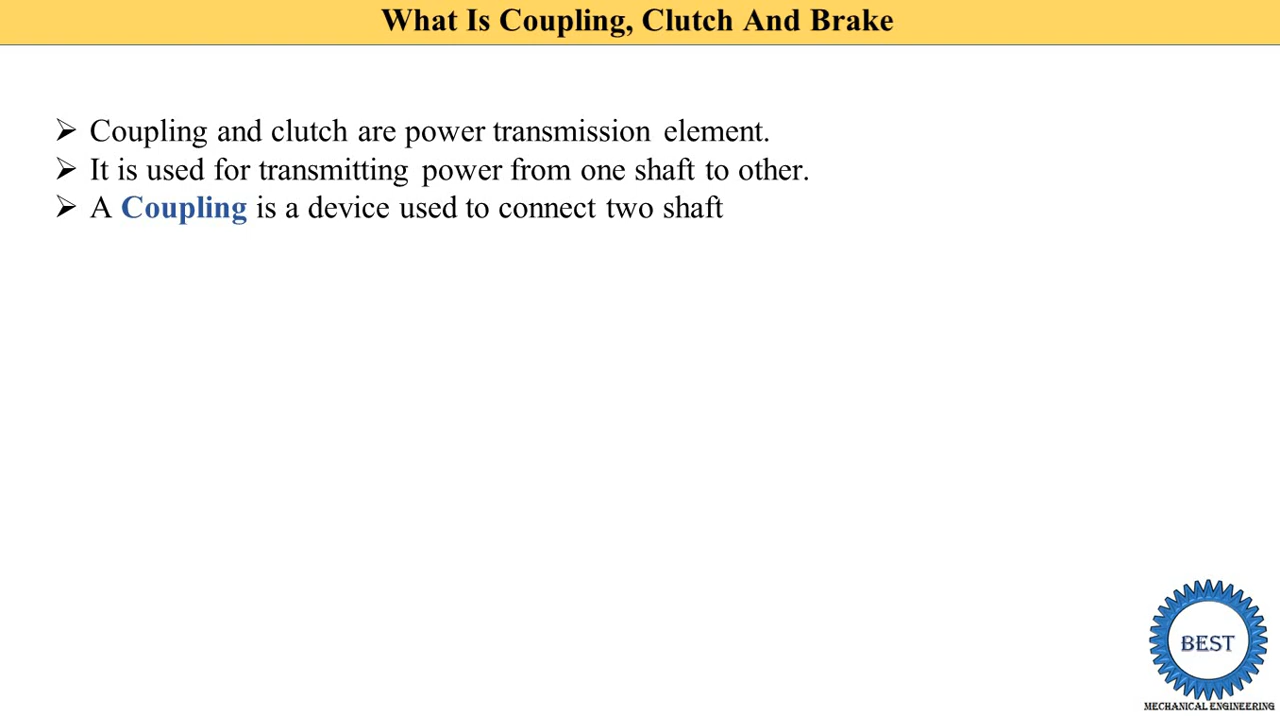 What Is Coupling, Clutch And Brake
➢ Coupling and clutch are power transmission element.
➢ It is used for transmitting power from one shaft to other.
➢ A Coupling is a device used to connect two shaft
BEST
MECHANICAL ENGINEERING